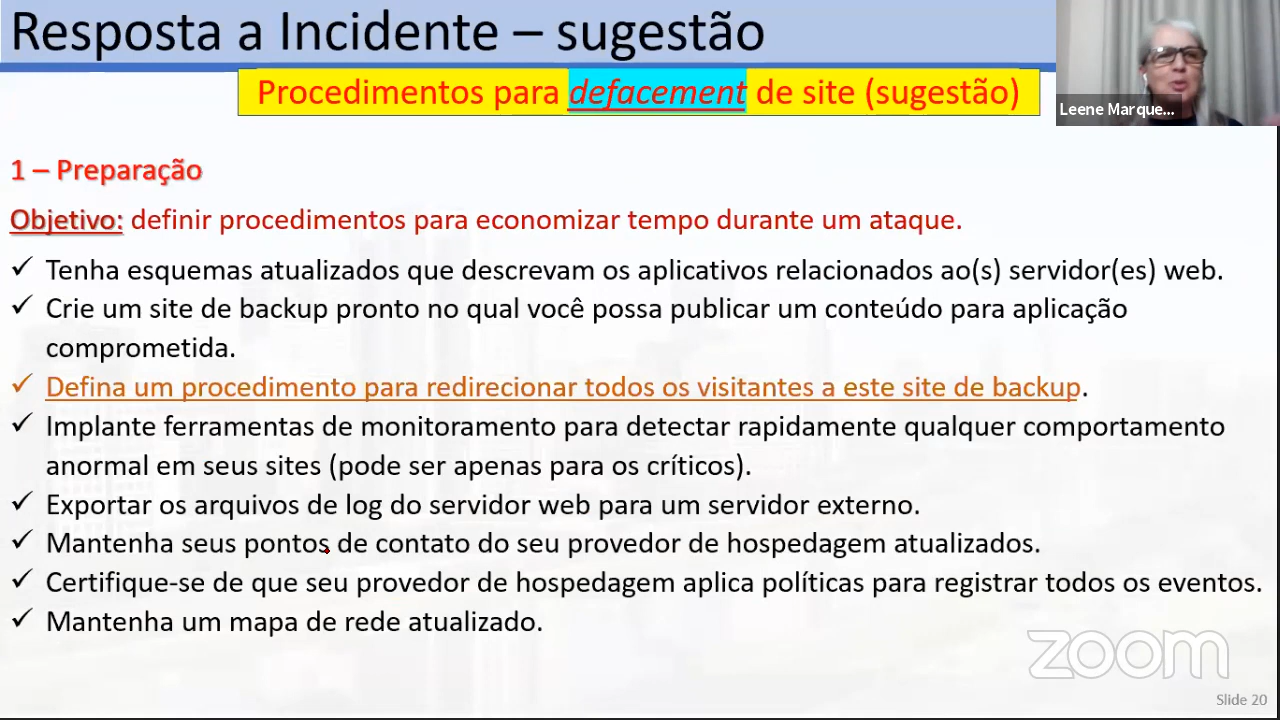 Resposta a Incidente – sugestão
Procedimentos para defacement de site (sugestão)
Leene Marque...
1 – Preparação
Objetivo: definir procedimentos para economizar tempo durante um ataque.
✓ Tenha esquemas atualizados que descrevam os aplicativos relacionados ao(s) servidor(es) web.
✓ Crie um site de backup pronto no qual você possa publicar um conteúdo para aplicação
comprometida.
✓ Defina um procedimento para redirecionar todos os visitantes a este site de backup.
✓ Implante ferramentas de monitoramento para detectar rapidamente qualquer comportamento
anormal em seus sites (pode ser apenas para os críticos).
✓ Exportar os arquivos de log do servidor web para um servidor externo.
✓ Mantenha seus pontos de contato do seu provedor de hospedagem atualizados.
✓ Certifique-se de que seu provedor de hospedagem aplica políticas para registrar todos os eventos.
✓ Mantenha um mapa de rede atualizado.
zoom
Slide 20